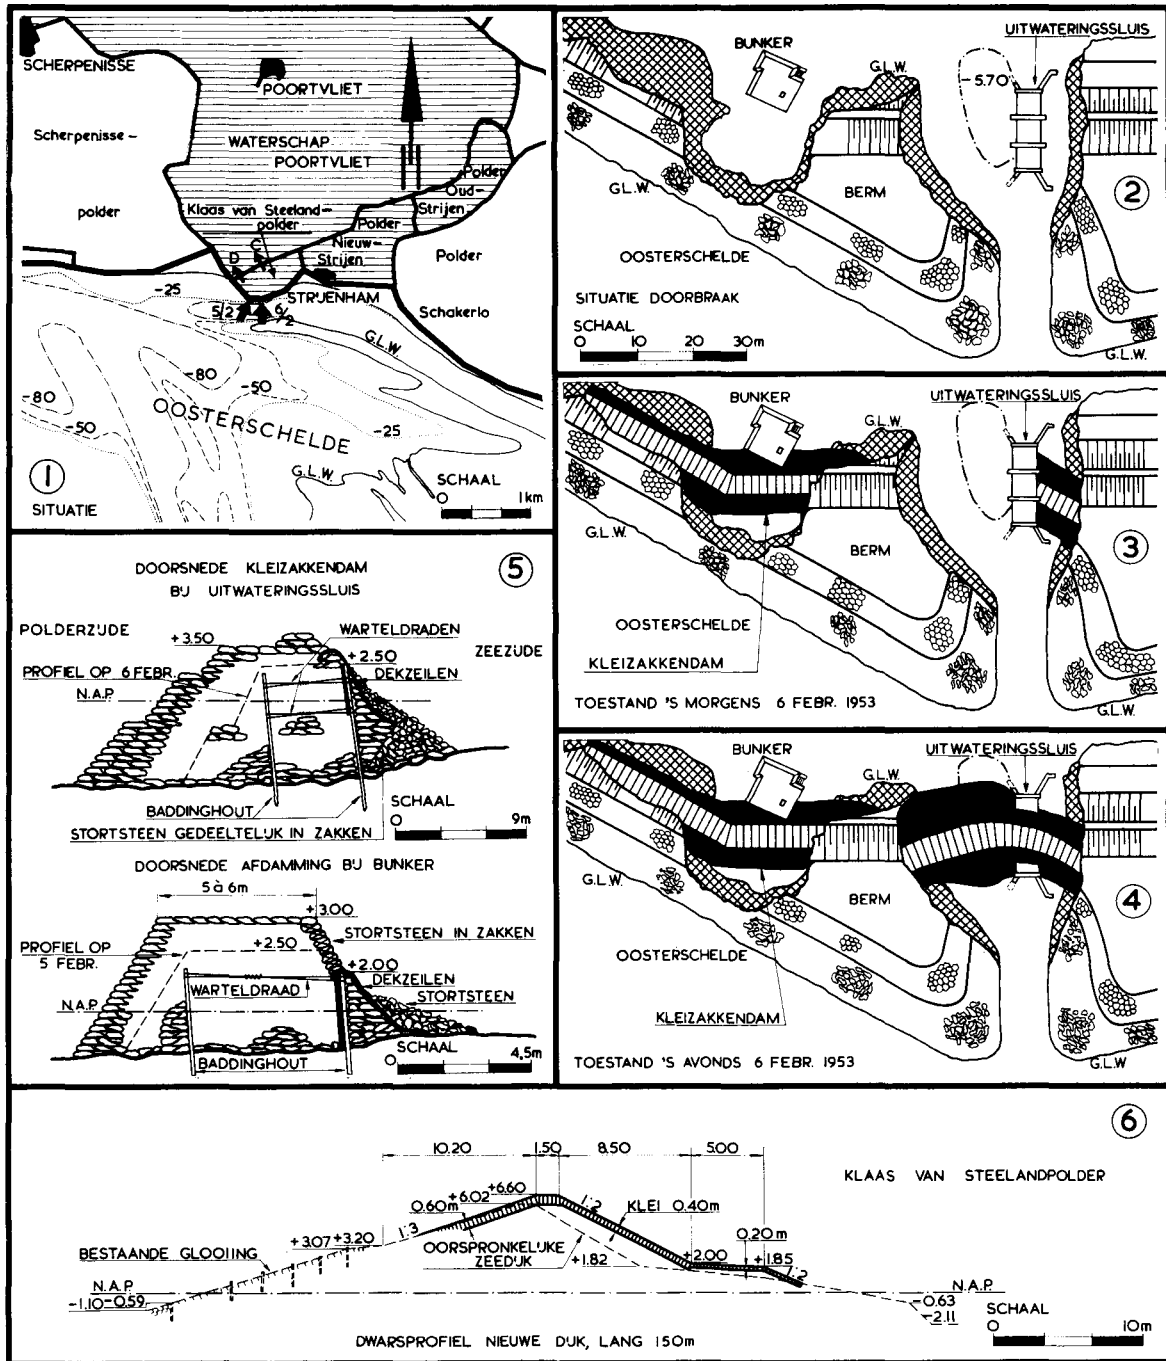 SCHERPENISSE
POORTVLIET
Scherpenisse-
polder
WATERSCHAP
POORTVLIET
Polder
Oud-
Strijen
Klaas van Steeland-
polder
Polder
Nieuw-
Strijen
Polder
Schakerlo
D
C
STRIJENHAM
5/2
6/2
-25
G.L.W.
-80
-50
-80
-50
-25
OOSTERSCHELDE
G.L.W.
1
SITUATIE
SCHAAL
0
1km
UITWATERINGSSLUIS
BUNKER
G.L.W.
-5.70
2
G.L.W.
BERM
OOSTERSCHELDE
SITUATIE DOORBRAAK
SCHAAL
0 10 20 30m
G.L.W.
UITWATERINGSSLUIS
BUNKER
G.L.W.
3
G.L.W.
BERM
OOSTERSCHELDE
KLEIZAKKENDAM
TOESTAND 'S MORGENS 6 FEBR. 1953
G.L.W.
UITWATERINGSSLUIS
BUNKER
G.L.W.
4
G.L.W.
BERM
OOSTERSCHELDE
KLEIZAKKENDAM
TOESTAND 'S AVONDS 6 FEBR. 1953
G.L.W.
DOORSNEDE KLEIZAKKENDAM
BIJ UITWATERINGSSLUIS
5
POLDERZIJDE
+3.50
WARTELDRADEN
ZEEZIJDE
PROFIEL OP 6 FEBR.
+2.50
DEKZEILEN
N.A.P.
BADDINGHOUT
STORTSTEEN GEDEELTELIJK IN ZAKKEN
SCHAAL
0
9m
DOORSNEDE AFDAMMING BIJ BUNKER
5 à 6m
+3.00
STORTSTEEN IN ZAKKEN
PROFIEL OP
5 FEBR.
+2.50
+2.00
DEKZEILEN
WARTELDRAAD
STORTSTEEN
N.A.P.
BADDINGHOUT
SCHAAL
0
4,5m
6
10.20 1.50 8.50 5.00
KLAAS VAN STEELANDPOLDER
+6.60
+6.02
0.60m
1:2
KLEI 0.40m
1:3
+3.20
+3.07
OORSPRONKELIJKE
ZEEDIJK
BESTAANDE GLOOIING
0.20m
+1.82
+2.00
+1.85
1:2
N.A.P.
N.A.P.
-1.10
-0.59
-0.63
-2.11
SCHAAL
0
10m
DWARSPROFIEL NIEUWE DIJK, LANG 150m